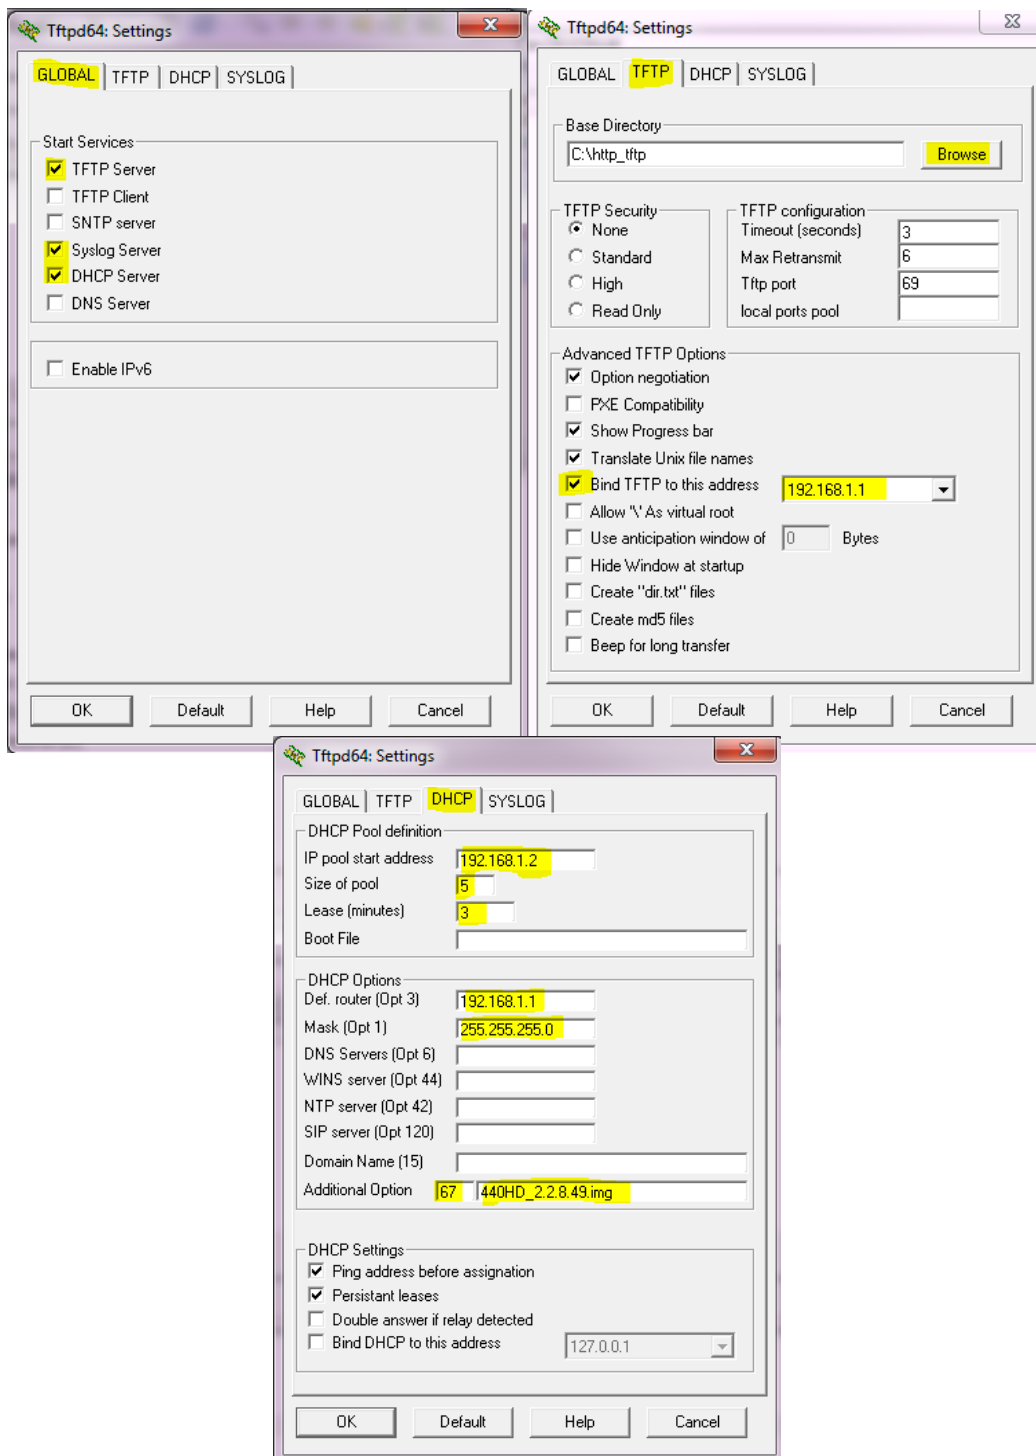 Tftpd64: Settings
GLOBAL TFTP DHCP SYSLOG
Start Services
TFTP Server
TFTP Client
SNTP server
Syslog Server
DHCP Server
DNS Server
Enable IPv6
OK Default Help Cancel
Tftpd64: Settings
GLOBAL TFTP DHCP SYSLOG
Base Directory
C:\http_tftp Browse
TFTP Security
None
Standard
High
Read Only
TFTP configuration
Timeout (seconds) 3
Max Retransmit 6
Tftp port 69
local ports pool
Advanced TFTP Options
Option negotiation
PXE Compatibility
Show Progress bar
Translate Unix file names
Bind TFTP to this address 192.168.1.1
Allow '\' As virtual root
Use anticipation window of 0 Bytes
Hide Window at startup
Create "dir.txt" files
Create md5 files
Beep for long transfer
OK Default Help Cancel
Tftpd64: Settings
GLOBAL TFTP DHCP SYSLOG
DHCP Pool definition
IP pool start address 192.168.1.2
Size of pool 5
Lease (minutes) 3
Boot File
DHCP Options
Def. router (Opt 3) 192.168.1.1
Mask (Opt 1) 255.255.255.0
DNS Servers (Opt 6)
WINS server (Opt 44)
NTP server (Opt 42)
SIP server (Opt 120)
Domain Name (15)
Additional Option 67 440HD_2.2.8.49.img
DHCP Settings
Ping address before assignation
Persistant leases
Double answer if relay detected
Bind DHCP to this address 127.0.0.1
OK Default Help Cancel